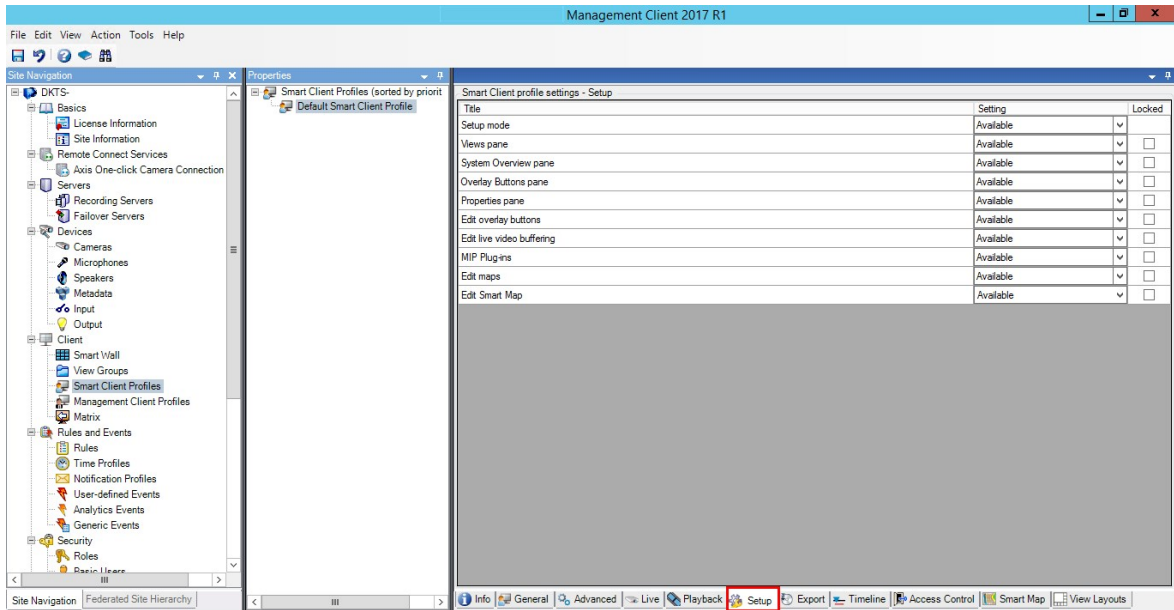 Management Client 2017 R1
File Edit View Action Tools Help
Site Navigation
DKTS-
Basics
License Information
Site Information
Remote Connect Services
Axis One-click Camera Connection
Servers
Recording Servers
Failover Servers
Devices
Cameras
Microphones
Speakers
Metadata
Input
Output
Client
Smart Wall
View Groups
Smart Client Profiles
Management Client Profiles
Matrix
Rules and Events
Rules
Time Profiles
Notification Profiles
User-defined Events
Analytics Events
Generic Events
Security
Roles
Basic Users
Site Navigation Federated Site Hierarchy
Properties
Smart Client Profiles (sorted by priorit
Default Smart Client Profile
Smart Client profile settings - Setup
Title Setting Locked
Setup mode Available
Views pane Available
System Overview pane Available
Overlay Buttons pane Available
Properties pane Available
Edit overlay buttons Available
Edit live video buffering Available
MIP Plug-ins Available
Edit maps Available
Edit Smart Map Available
Info General Advanced Live Playback Setup Export Timeline Access Control Smart Map View Layouts